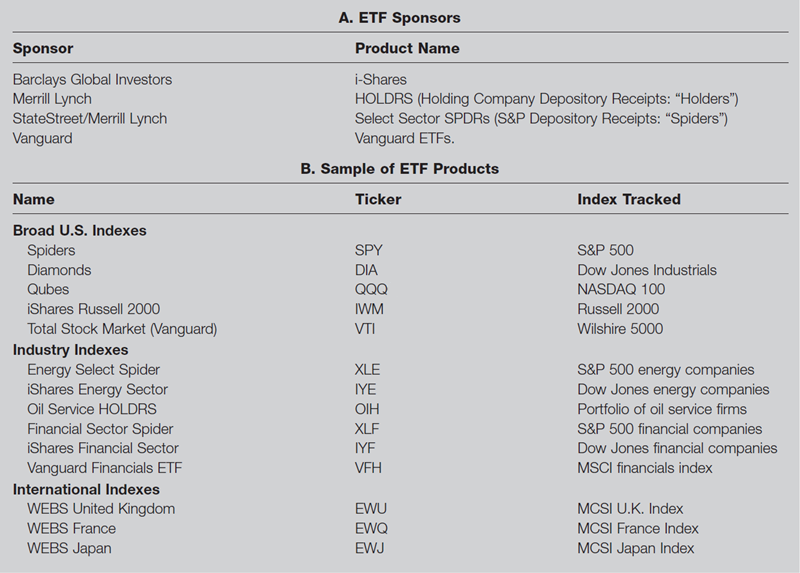 A. ETF Sponsors
Sponsor Product Name
Barclays Global Investors i-Shares
Merrill Lynch HOLDRS (Holding Company Depository Receipts: “Holders”)
StateStreet/Merrill Lynch Select Sector SPDRs (S&P Depository Receipts: “Spiders”)
Vanguard Vanguard ETFs.
B. Sample of ETF Products
Name Ticker Index Tracked
Broad U.S. Indexes
Spiders SPY S&P 500
Diamonds DIA Dow Jones Industrials
Qubes QQQ NASDAQ 100
iShares Russell 2000 IWM Russell 2000
Total Stock Market (Vanguard) VTI Wilshire 5000
Industry Indexes
Energy Select Spider XLE S&P 500 energy companies
iShares Energy Sector IYE Dow Jones energy companies
Oil Service HOLDRS OIH Portfolio of oil service firms
Financial Sector Spider XLF S&P 500 financial companies
iShares Financial Sector IYF Dow Jones financial companies
Vanguard Financials ETF VFH MSCI financials index
International Indexes
WEBS United Kingdom EWU MCSI U.K. Index
WEBS France EWQ MCSI France Index
WEBS Japan EWJ MCSI Japan Index